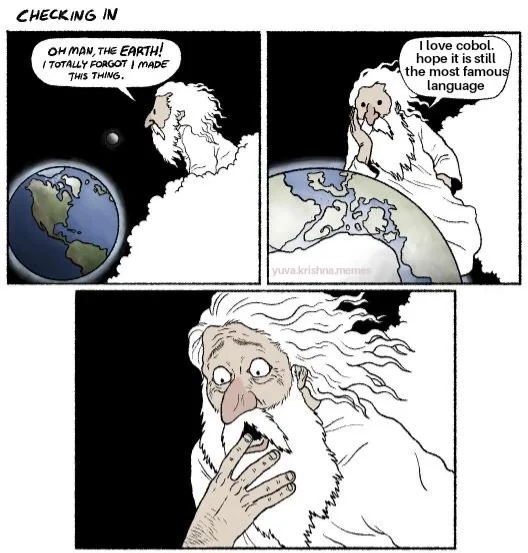 CHECKING IN
OH MAN, THE EARTH!
I TOTALLY FORGOT I MADE
THIS THING.
I love cobol.
hope it is still
the most famous
language
yuva.krishna.memes